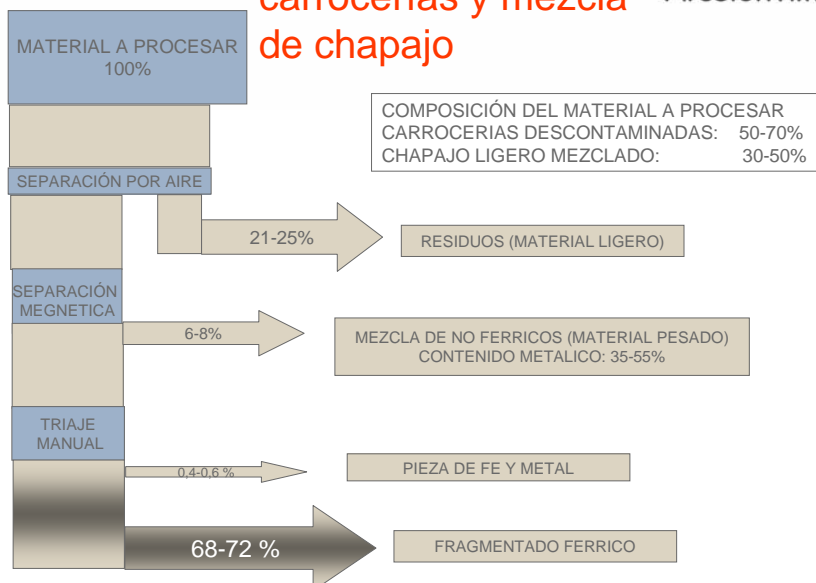 carrocerías y mezcla
de chapajo
MATERIAL A PROCESAR
100%
COMPOSICIÓN DEL MATERIAL A PROCESAR
CARROCERIAS DESCONTAMINADAS: 50-70%
CHAPAJO LIGERO MEZCLADO: 30-50%
SEPARACIÓN POR AIRE
21-25%
RESIDUOS (MATERIAL LIGERO)
SEPARACIÓN
MEGNETICA
6-8%
MEZCLA DE NO FERRICOS (MATERIAL PESADO)
CONTENIDO METALICO: 35-55%
TRIAJE
MANUAL
0,4-0,6 %
PIEZA DE FE Y METAL
68-72 %
FRAGMENTADO FERRICO